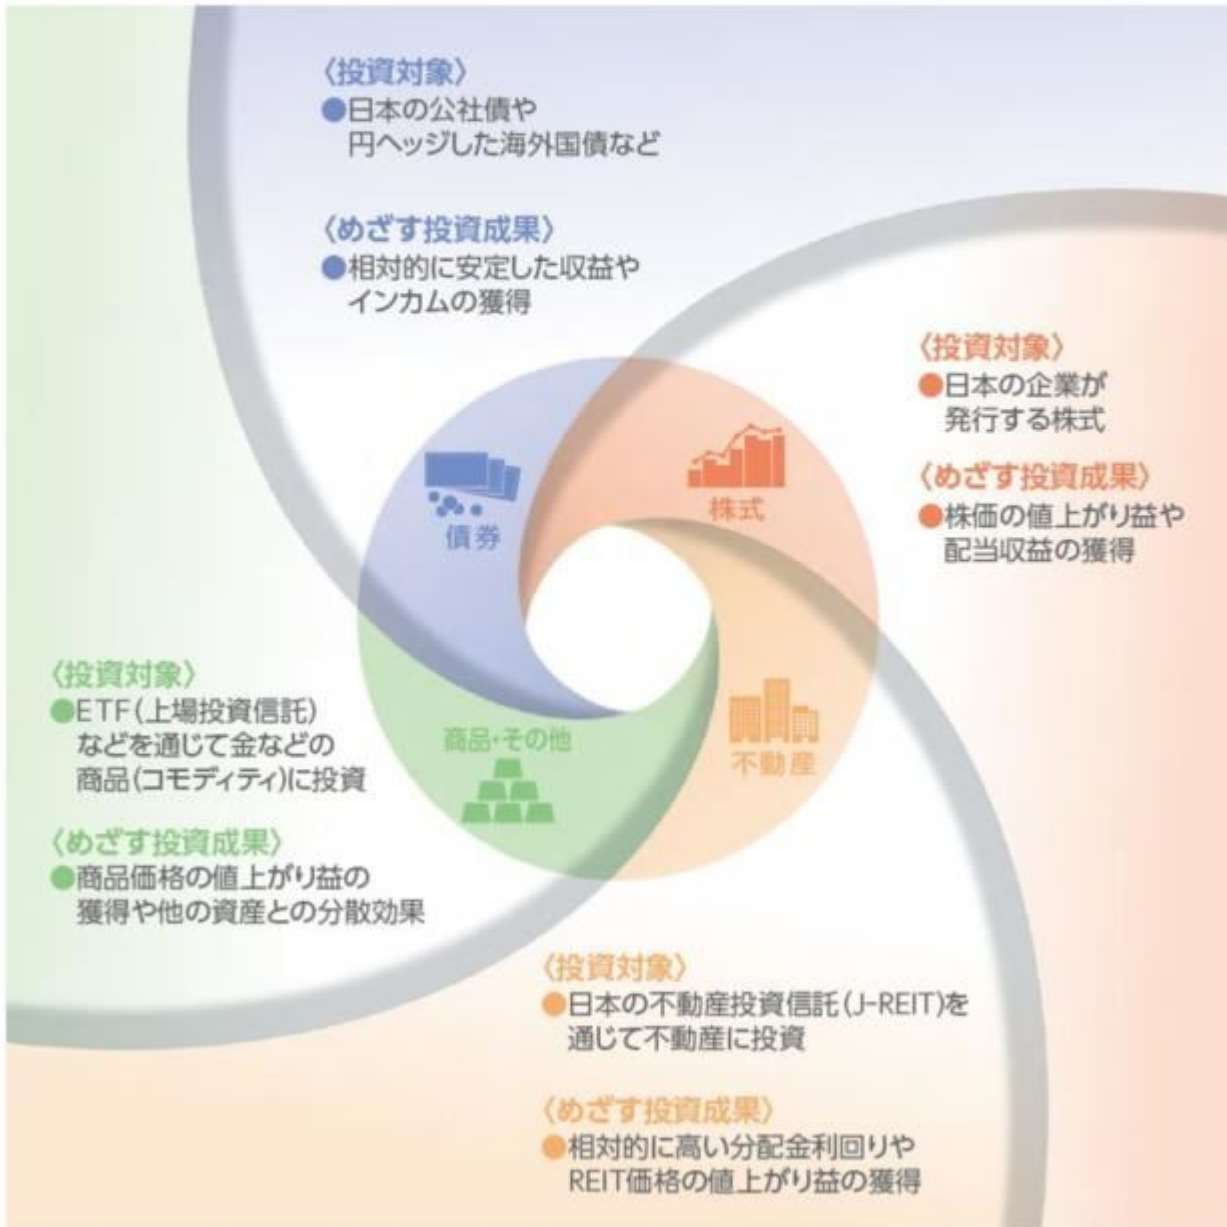 〈投資対象〉
●日本の公社債や
円ヘッジした海外国債など
〈めざす投資成果〉
●相対的に安定した収益や
インカムの獲得
〈投資対象〉
●日本の企業が
発行する株式
〈めざす投資成果〉
●株価の値上がり益や
配当収益の獲得
債券
株式
商品・その他
不動産
〈投資対象〉
●ETF(上場投資信託)
などを通じて金などの
商品(コモディティ)に投資
〈めざす投資成果〉
●商品価格の値上がり益の
獲得や他の資産との分散効果
〈投資対象〉
●日本の不動産投資信託(J-REIT)を
通じて不動産に投資
〈めざす投資成果〉
●相対的に高い分配金利回りや
REIT価格の値上がり益の獲得